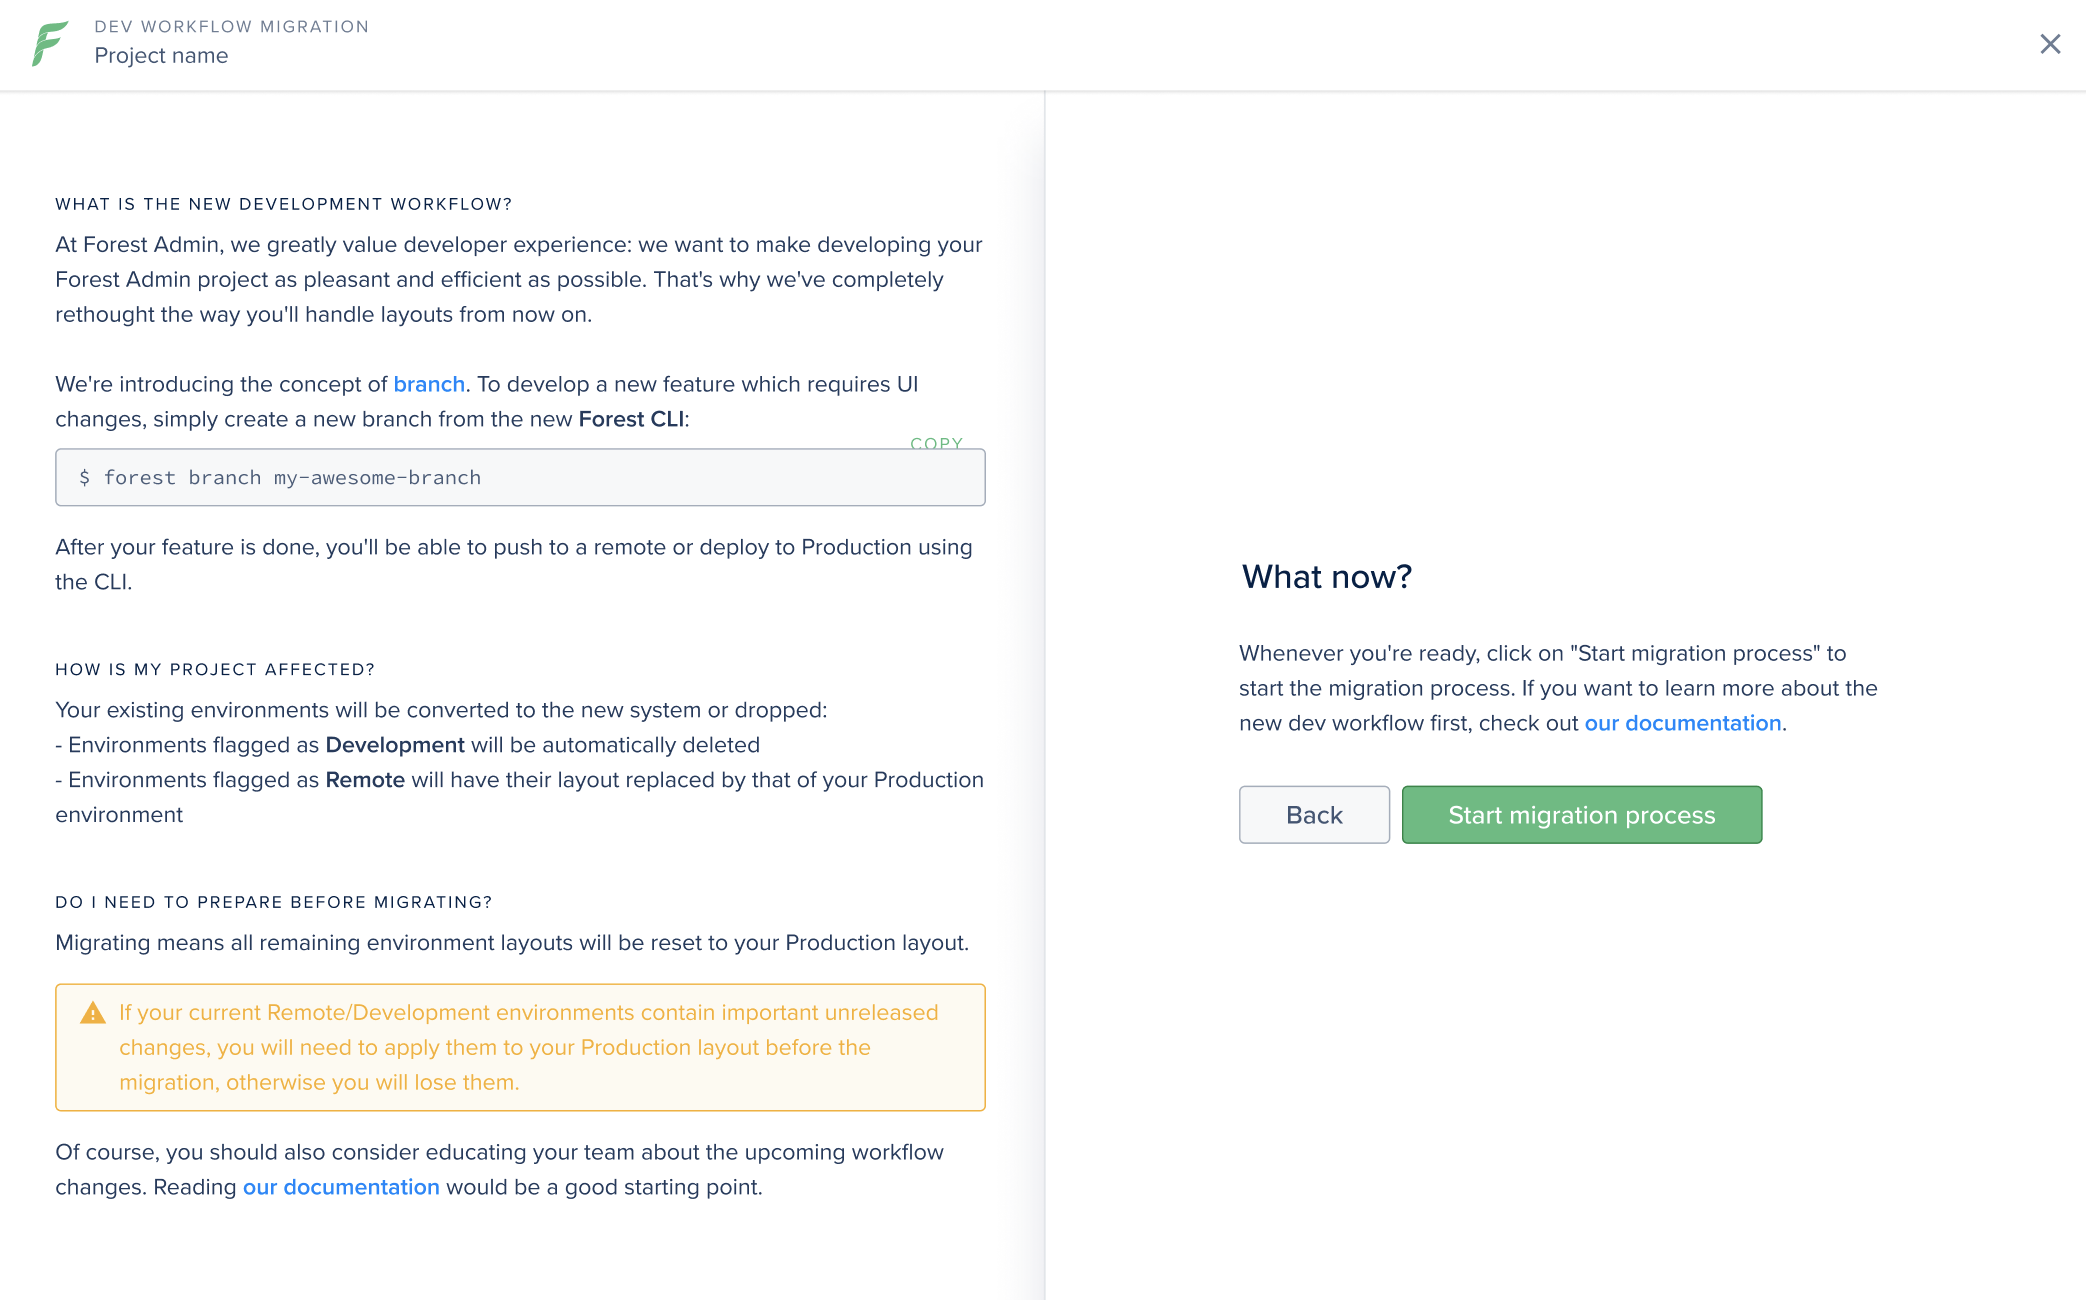 DEV WORKFLOW MIGRATION
Project name
WHAT IS THE NEW DEVELOPMENT WORKFLOW?
At Forest Admin, we greatly value developer experience: we want to make developing your
Forest Admin project as pleasant and efficient as possible. That's why we've completely
rethought the way you'll handle layouts from now on.
We're introducing the concept of branch. To develop a new feature which requires UI
changes, simply create a new branch from the new Forest CLI:
COPY
$ forest branch my-awesome-branch
After your feature is done, you'll be able to push to a remote or deploy to Production using
the CLI.
HOW IS MY PROJECT AFFECTED?
Your existing environments will be converted to the new system or dropped:
- Environments flagged as Development will be automatically deleted
- Environments flagged as Remote will have their layout replaced by that of your Production
environment
DO I NEED TO PREPARE BEFORE MIGRATING?
Migrating means all remaining environment layouts will be reset to your Production layout.
If your current Remote/Development environments contain important unreleased
changes, you will need to apply them to your Production layout before the
migration, otherwise you will lose them.
Of course, you should also consider educating your team about the upcoming workflow
changes. Reading our documentation would be a good starting point.
What now?
Whenever you're ready, click on "Start migration process" to
start the migration process. If you want to learn more about the
new dev workflow first, check out our documentation.
Back
Start migration process